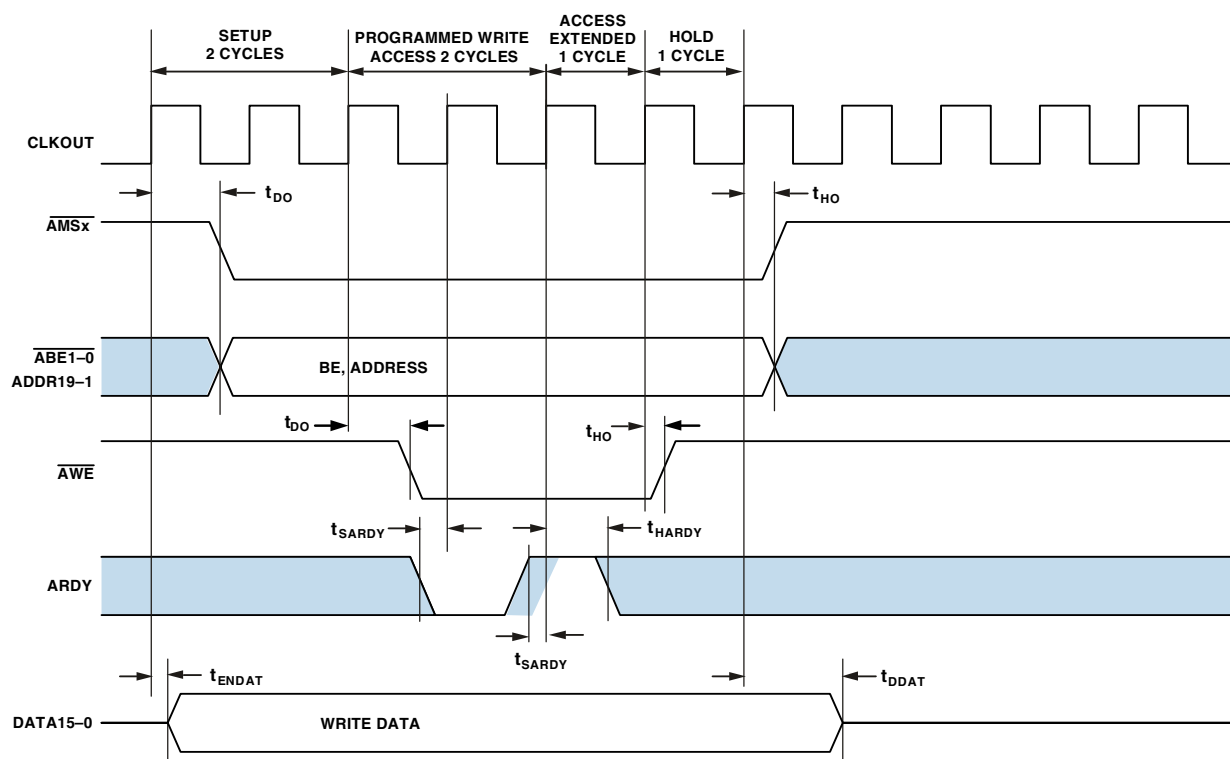 SETUP
2 CYCLES
PROGRAMMED WRITE
ACCESS 2 CYCLES
ACCESS
EXTENDED
1 CYCLE
HOLD
1 CYCLE
CLKOUT
tDO
tHO
AMSx
ABE1–0
ADDR19–1
BE, ADDRESS
tDO
tHO
AWE
tSARDY
tHARDY
ARDY
tSARDY
tENDAT
tDDAT
DATA15–0
WRITE DATA